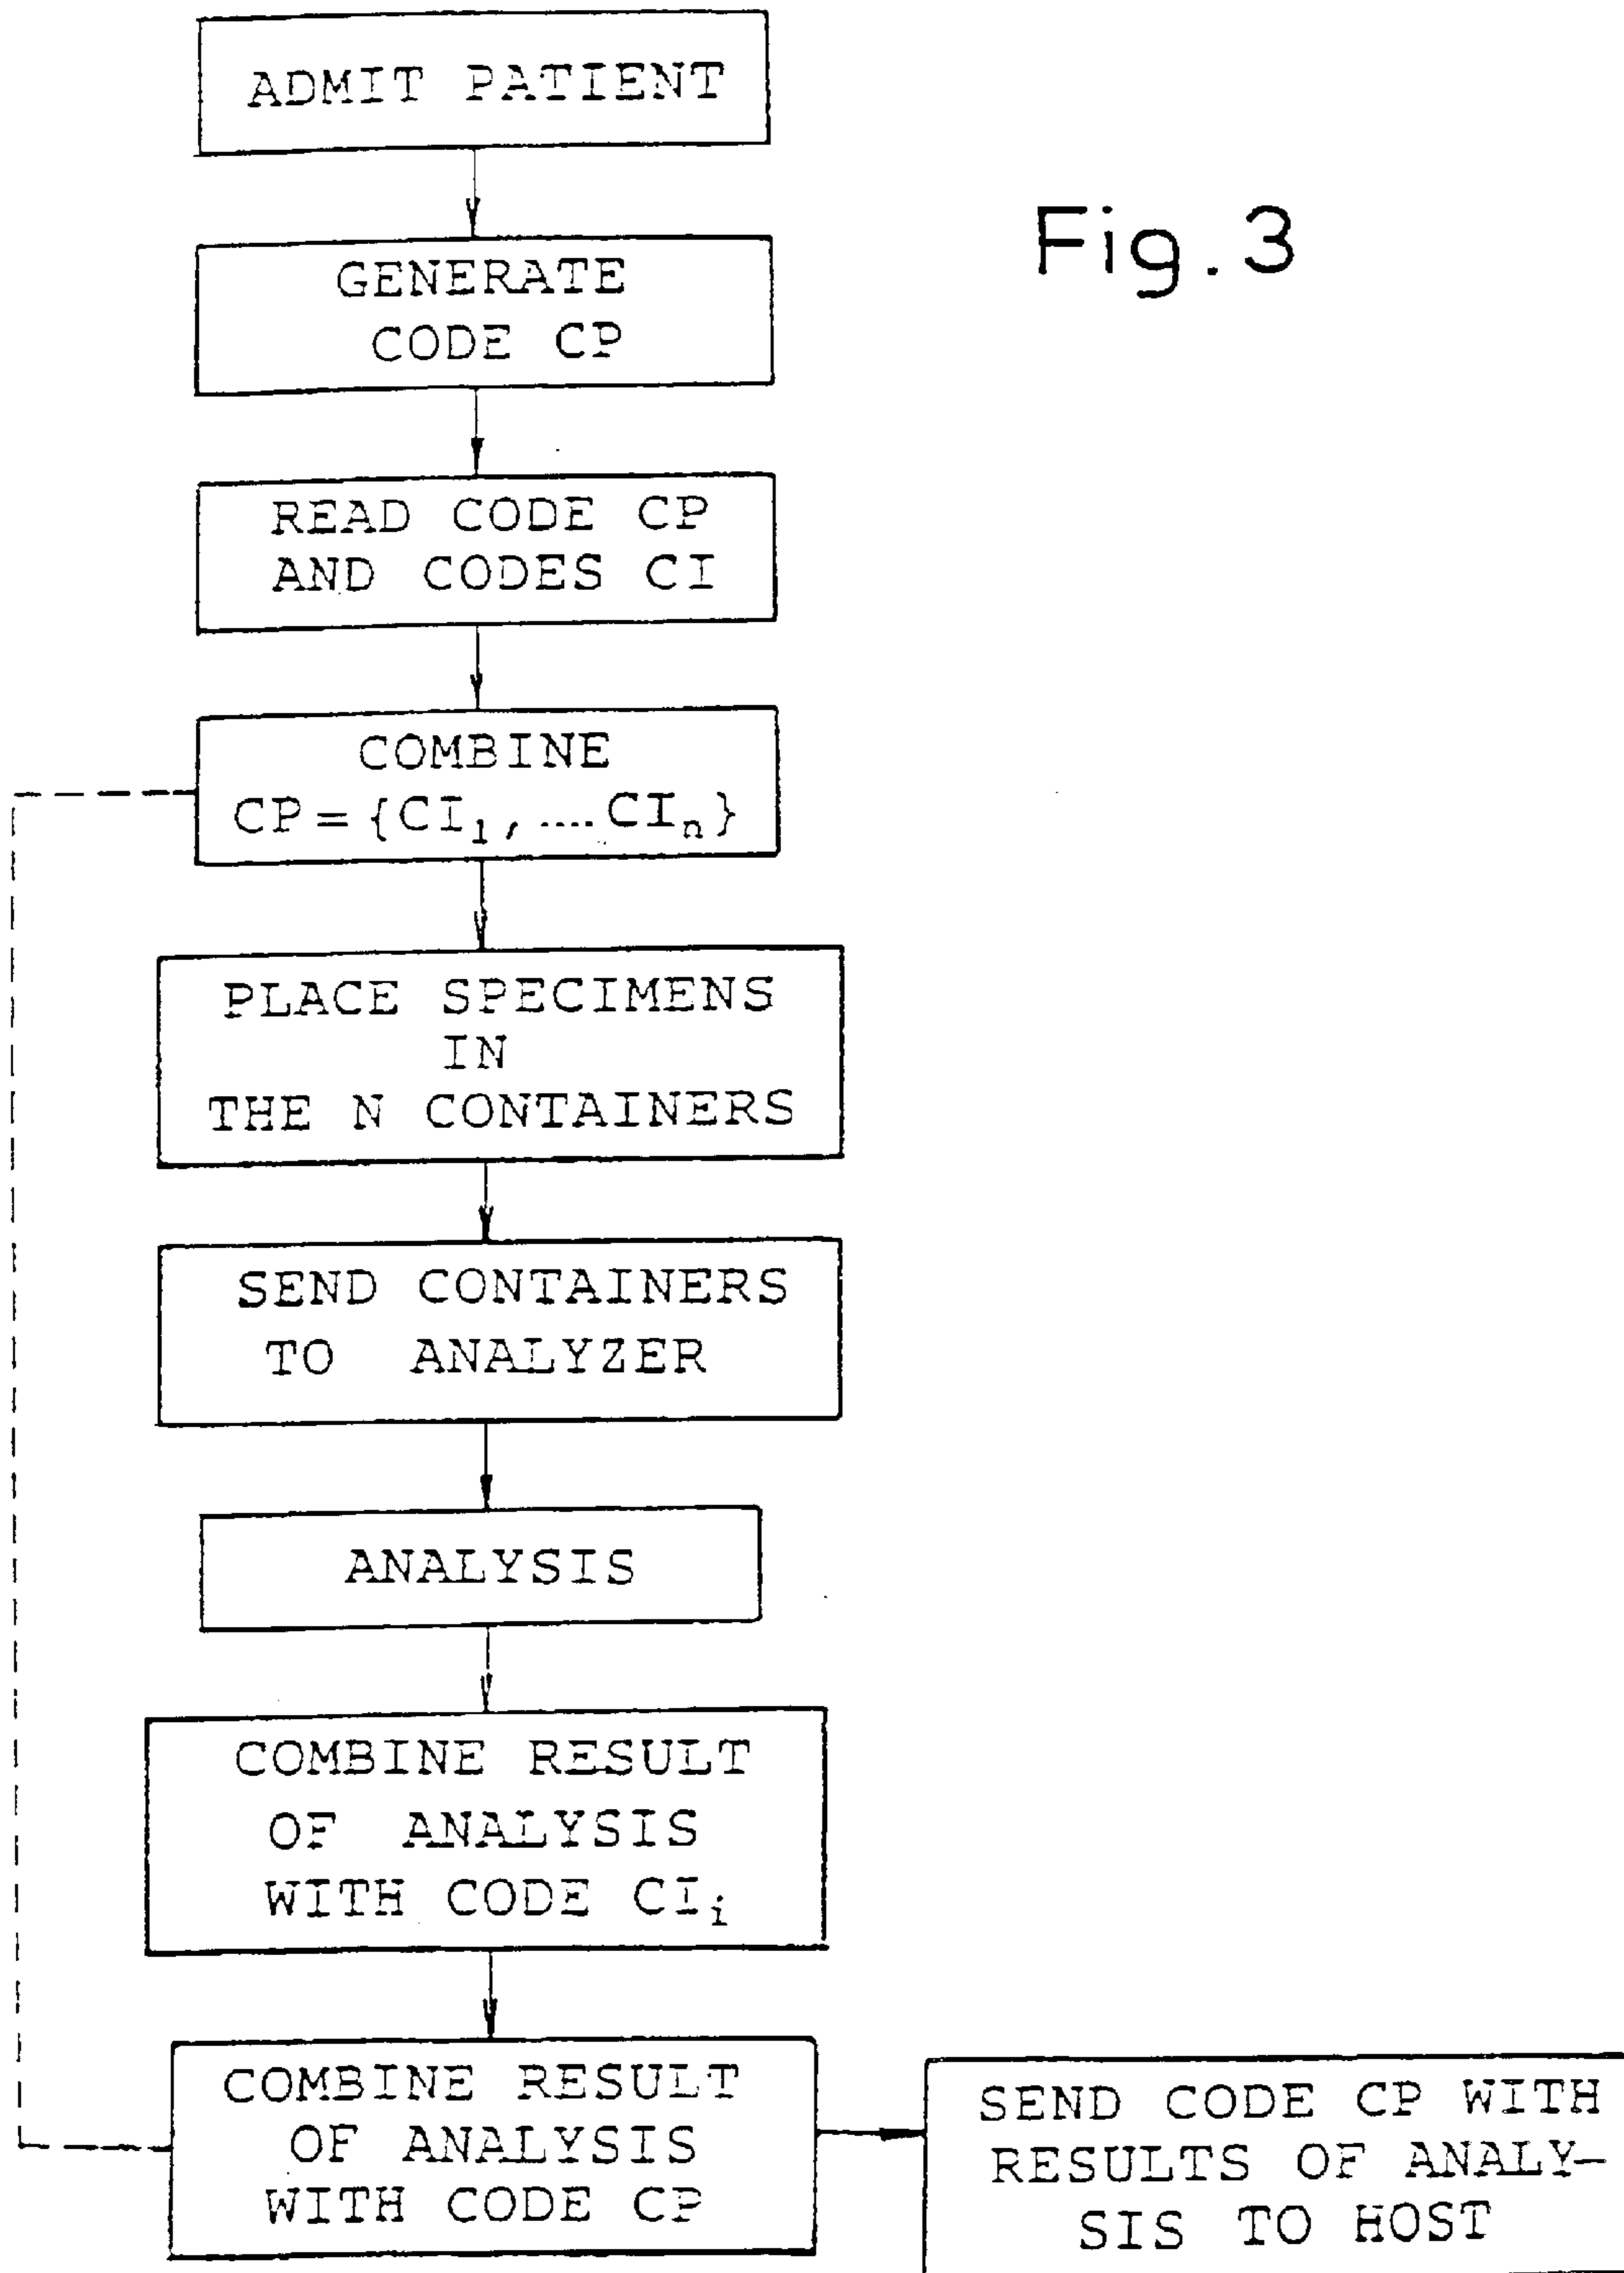 ADMIT PATIENT
Fig. 3
GENERATE
CODE CP
READ CODE CP
AND CODES CI
COMBINE
CP = {CI₁, .... CIₙ}
PLACE SPECIMENS
IN
THE N CONTAINERS
SEND CONTAINERS
TO ANALYZER
ANALYSIS
COMBINE RESULT
OF ANALYSIS
WITH CODE CIᵢ
COMBINE RESULT
OF ANALYSIS
WITH CODE CP
SEND CODE CP WITH
RESULTS OF ANALY-
SIS TO HOST